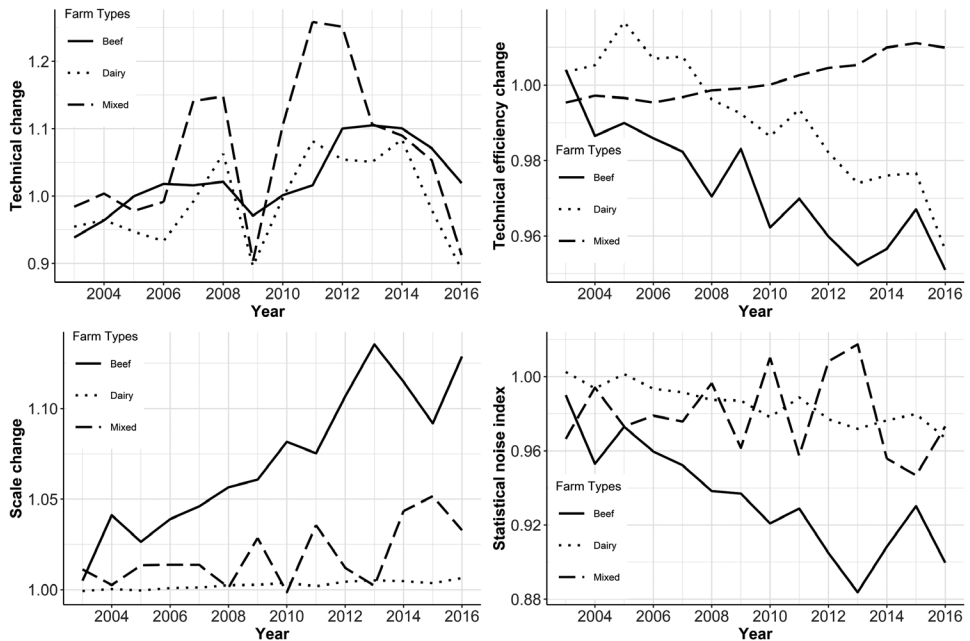 Farm Types
Beef
Dairy
Mixed
1.2
1.1
1.0
0.9
Technical change
2004 2006 2008 2010 2012 2014 2016
Year
1.00
0.98
0.96
Technical efficiency change
Farm Types
Beef
Dairy
Mixed
2004 2006 2008 2010 2012 2014 2016
Year
Farm Types
Beef
Dairy
Mixed
1.10
1.05
1.00
Scale change
2004 2006 2008 2010 2012 2014 2016
Year
1.00
0.96
0.92
0.88
Statistical noise index
Farm Types
Beef
Dairy
Mixed
2004 2006 2008 2010 2012 2014 2016
Year